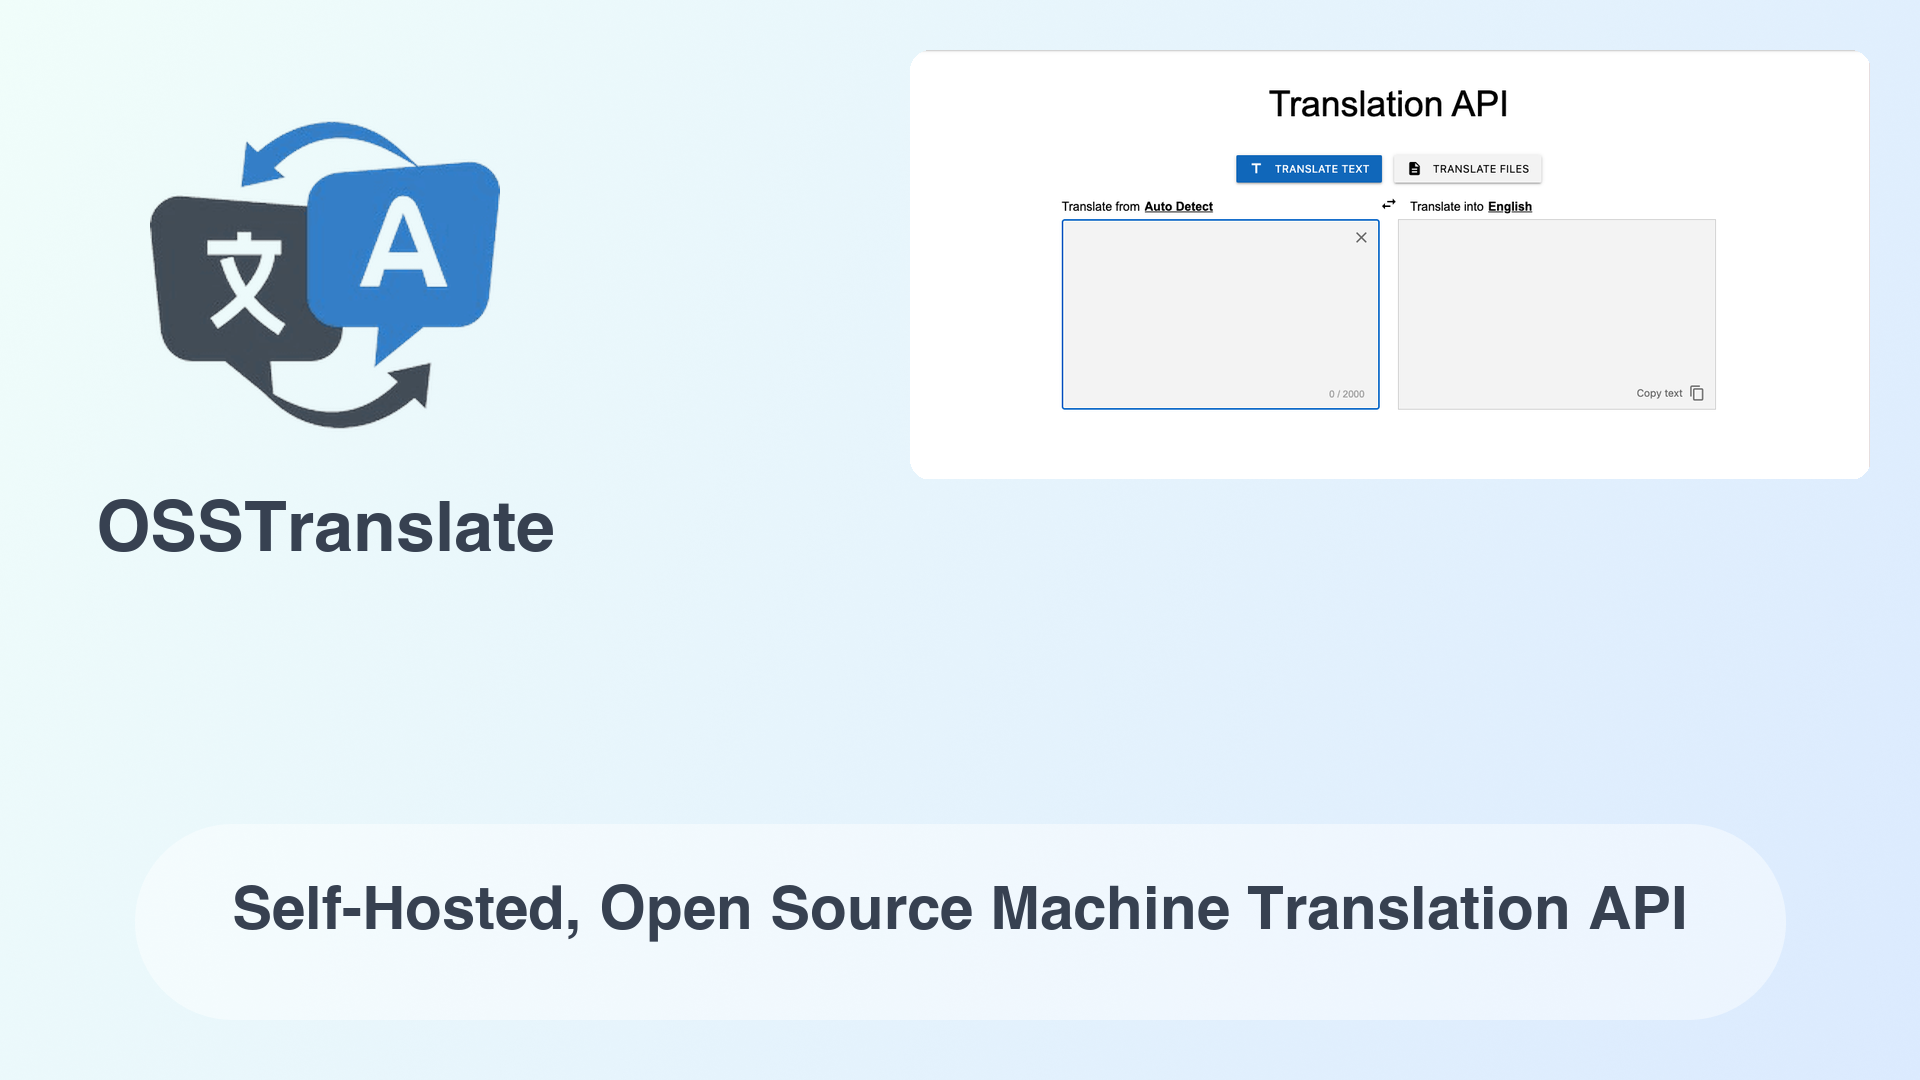 文 A
OSSTranslate
Translation API
TRANSLATE TEXT TRANSLATE FILES
Translate from Auto Detect Translate into English
0 / 2000 Copy text
Self-Hosted, Open Source Machine Translation API